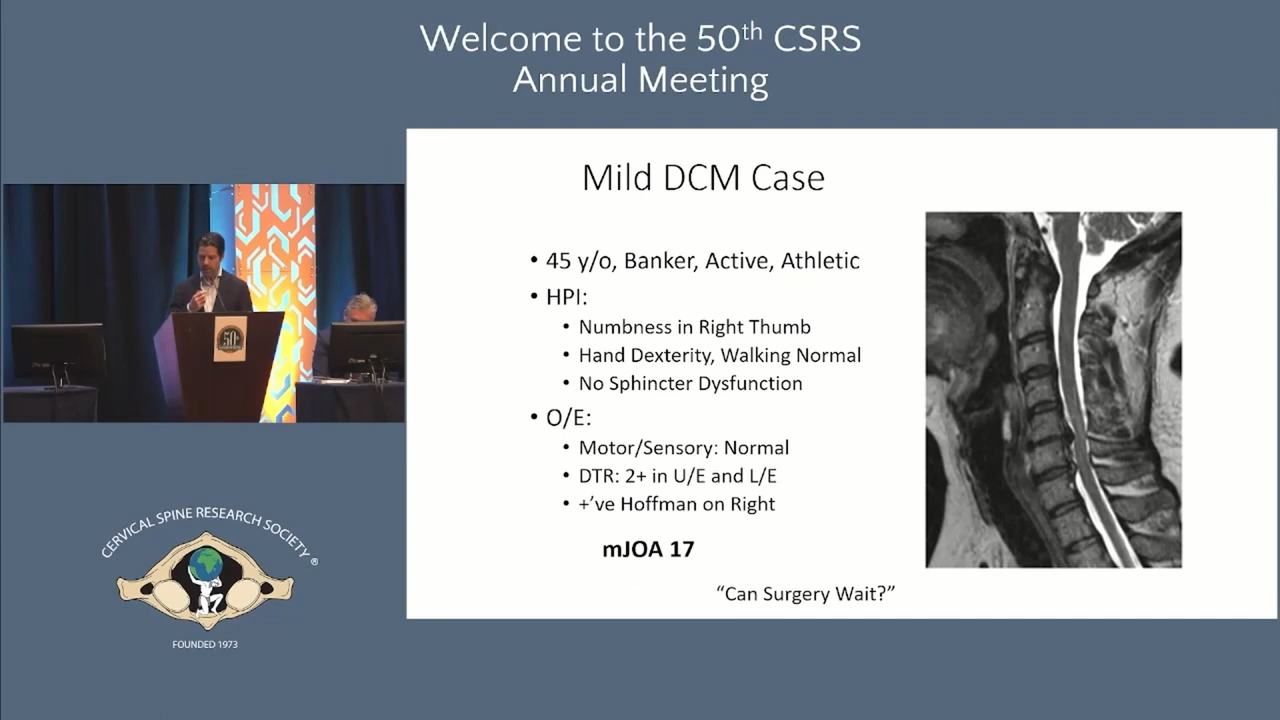 Welcome to the 50th CSRS
Annual Meeting
Mild DCM Case
• 45 y/o, Banker, Active, Athletic
• HPI:
• Numbness in Right Thumb
• Hand Dexterity, Walking Normal
• No Sphincter Dysfunction
• O/E:
• Motor/Sensory: Normal
• DTR: 2+ in U/E and L/E
• +’ve Hoffman on Right
mJOA 17
“Can Surgery Wait?”
50
CERVICAL SPINE RESEARCH SOCIETY ®
FOUNDED 1973